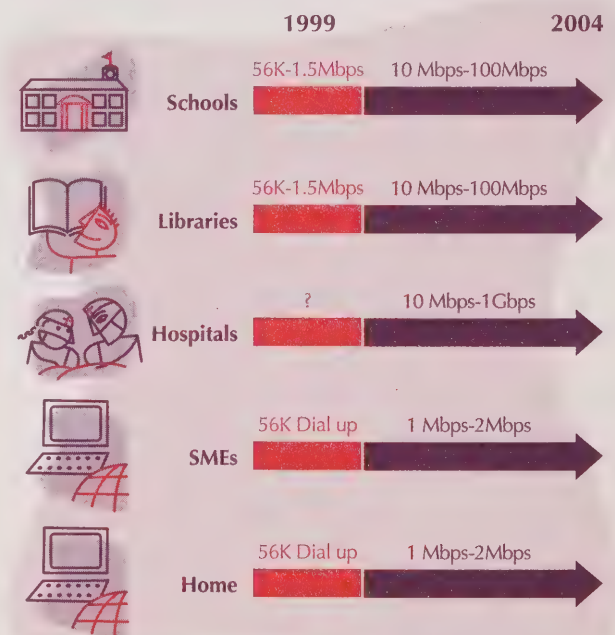 1999 2004
56K-1.5Mbps 10 Mbps-100Mbps
Schools
56K-1.5Mbps 10 Mbps-100Mbps
Libraries
? 10 Mbps-1Gbps
Hospitals
56K Dial up 1 Mbps-2Mbps
SMEs
56K Dial up 1 Mbps-2Mbps
Home